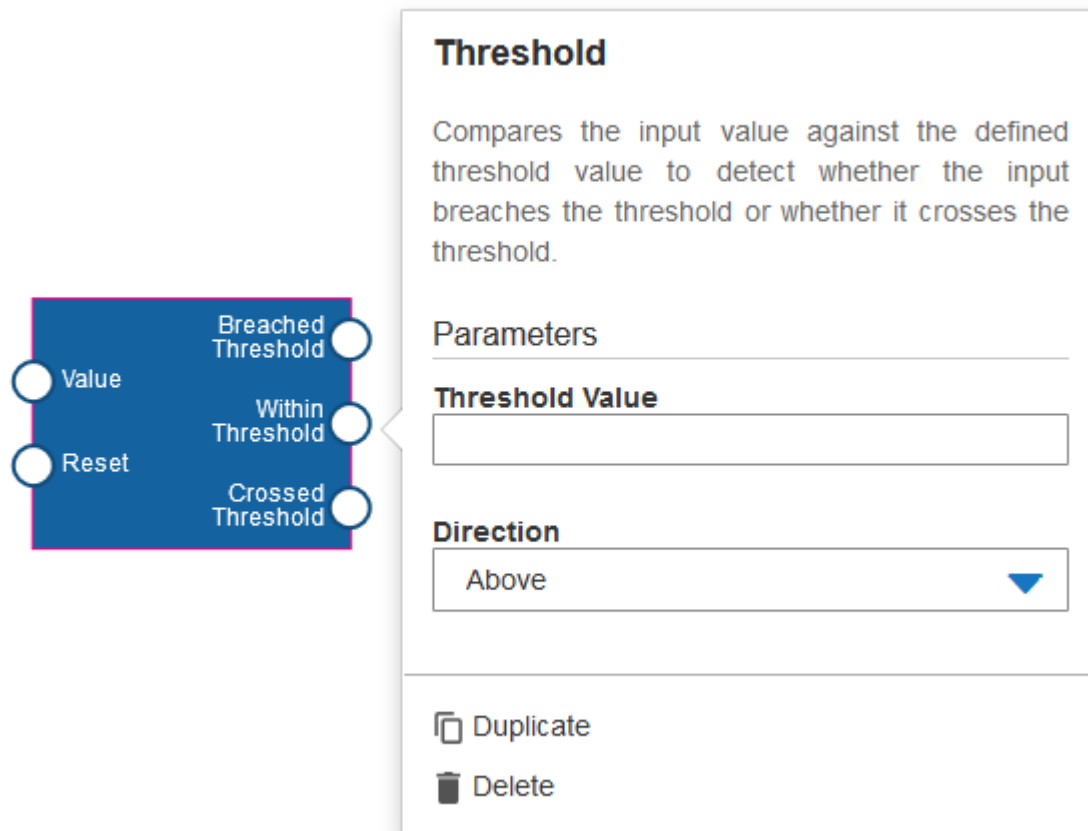 Threshold
Compares the input value against the defined
threshold value to detect whether the input
breaches the threshold or whether it crosses the
threshold.
Breached
Threshold
Value
Within
Threshold
Reset
Crossed
Threshold
Parameters
Threshold Value
Direction
Above
Duplicate
Delete